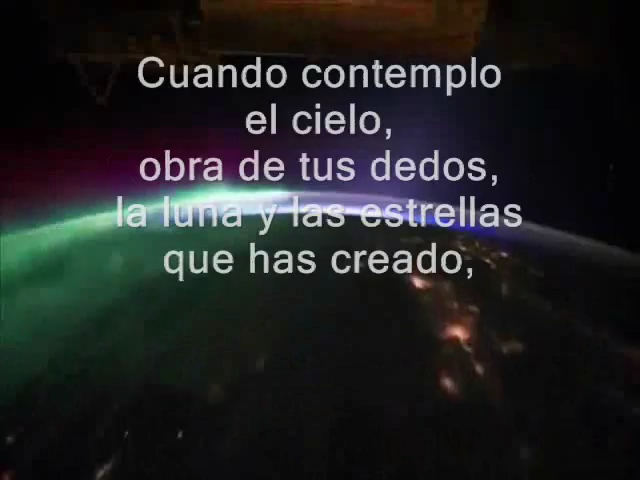 Cuando contemplo
el cielo,
obra de tus dedos,
la luna y las estrellas
que has creado,